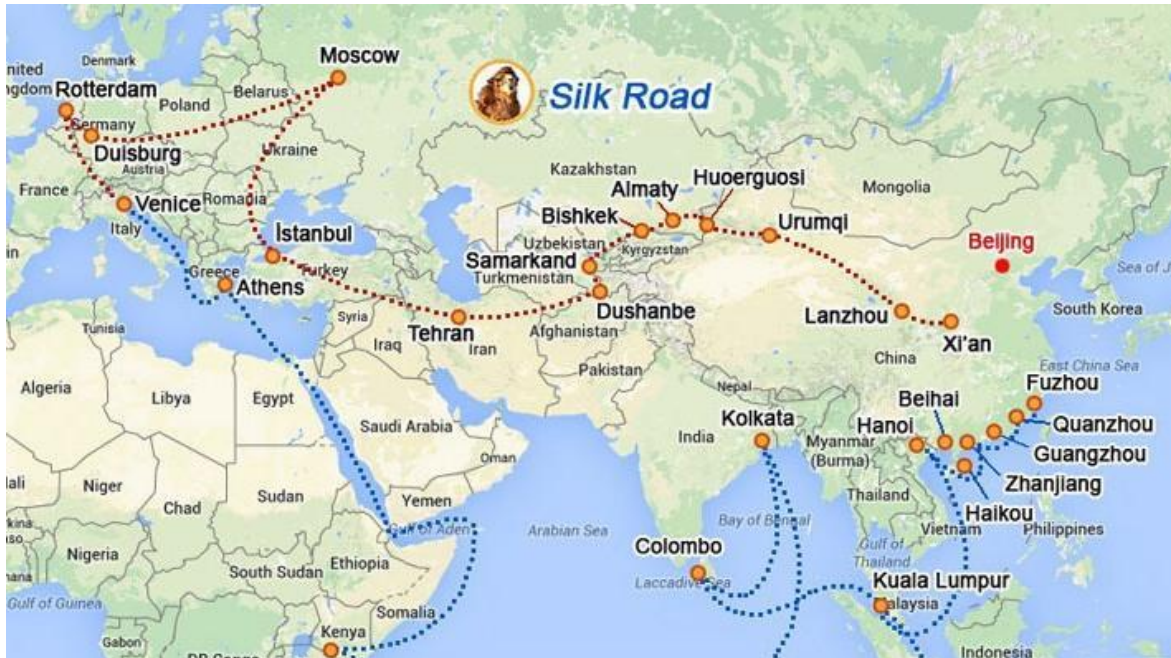 Moscow
Denmark
nited
ngdom
Rotterdam
Poland
Belarus
Silk Road
Germany
Duisburg
Austria
Ukraine
France
Romania
Venice
Italy
İstanbul
Kazakhstan
Almaty
Huoerguosi
Mongolia
Bishkek
Urumqi
Uzbekistan
Kyrgyzstan
Beijing
in
Greece
Turkey
Samarkand
Turkmenistan
Sea of J
Athens
Dushanbe
South Korea
Tunisia
Syria
Tehran
Afghanistan
Lanzhou
Iraq
Iran
Xi'an
China
Pakistan
East China Sea
Algeria
Libya
Egypt
Nepal
Fuzhou
Saudi Arabia
Kolkata
Beihai
Hanoi
Quanzhou
India
Myanmar
(Burma)
Guangzhou
Oman
ali
Niger
Chad
Sudan
Yemen
Thailand
Zhanjiang
Haikou
Gulf of Aden
Arabian Sea
Bay of Bengal
Vietnam
Philippines
Nigeria
Ethiopia
Colombo
Gulf of
Thailand
South Sudan
Laccadive Sea
Kuala Lumpur
Malaysia
Gulf of Guinea
Somalia
Kenya
Gabon
Indonesia